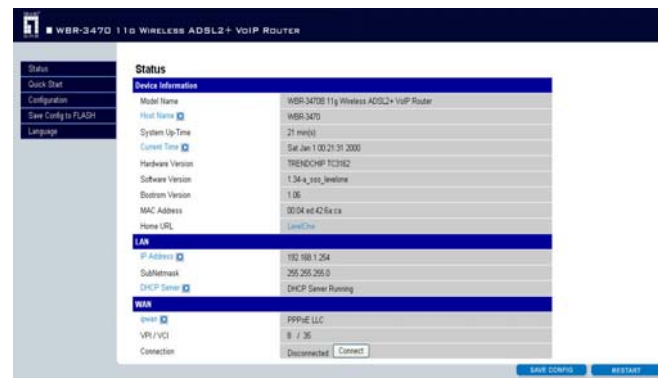 WBR-3470 11G WIRELESS ADSL2+ VOIP ROUTER
Status
Quick Start
Configuration
Save Config to FLASH
Language
Status
Device Information
Model Name WBR-3470B 11g Wireless ADSL2+ VoIP Router
Host Name WBR-3470
System Up-Time 21 min(s)
Current Time Sat Jan 1 00:21:31 2000
Hardware Version TRENDCHIP TC3162
Software Version 1.34-a_sos_levelone
Bootrom Version 1.06
MAC Address 00:04:ed:42:6a:ca
Home URL LevelOne
LAN
IP Address 192.168.1.254
SubNetmask 255.255.255.0
DHCP Server DHCP Server Running
WAN
ipwan PPPoE LLC
VPI / VCI 8 / 35
Connection Disconnected Connect
SAVE CONFIG RESTART